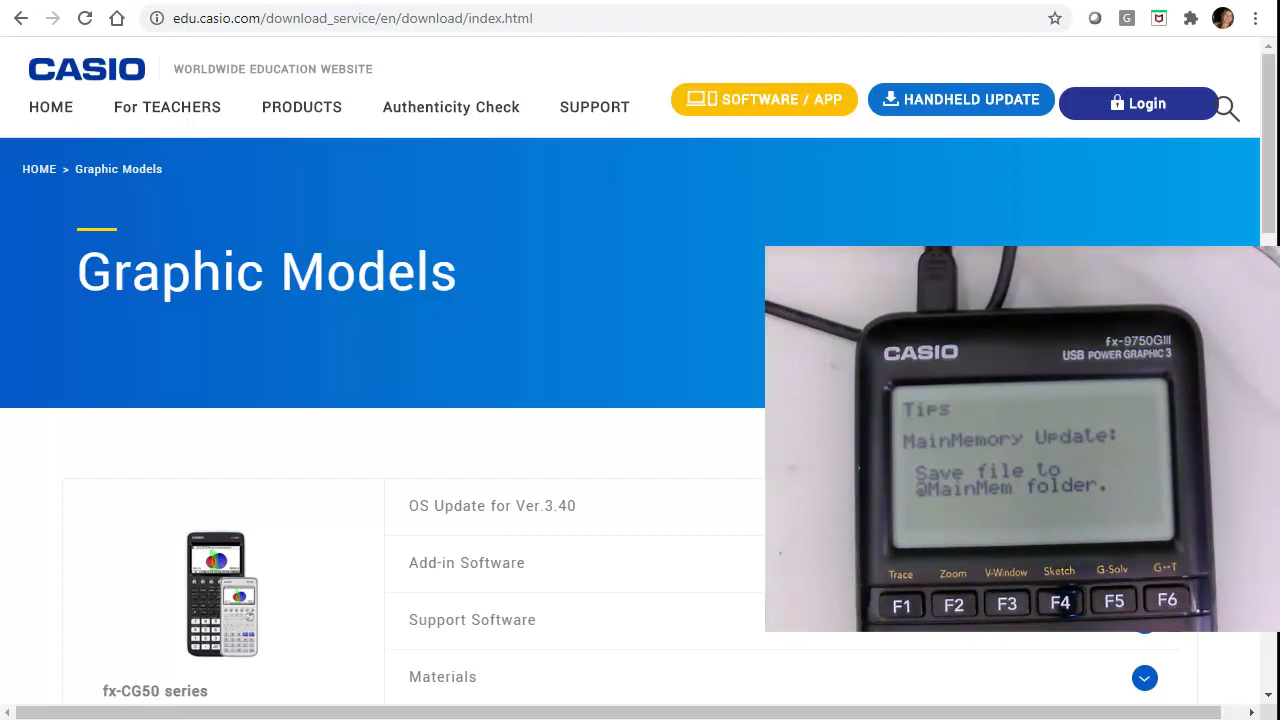 edu.casio.com/download_service/en/download/index.html
G
CASIO
WORLDWIDE EDUCATION WEBSITE
HOME
For TEACHERS
PRODUCTS
Authenticity Check
SUPPORT
SOFTWARE / APP
HANDHELD UPDATE
Login
HOME > Graphic Models
Graphic Models
OS Update for Ver.3.40
Add-in Software
Support Software
Materials
fx-CG50 series
CASIO
fx-9750GIII
USB POWER GRAPHIC 3
Tips
MainMemory Update:
Save file to
@MainMem folder.
Trace Zoom V-Window Sketch G-Solv G↔T
F1 F2 F3 F4 F5 F6